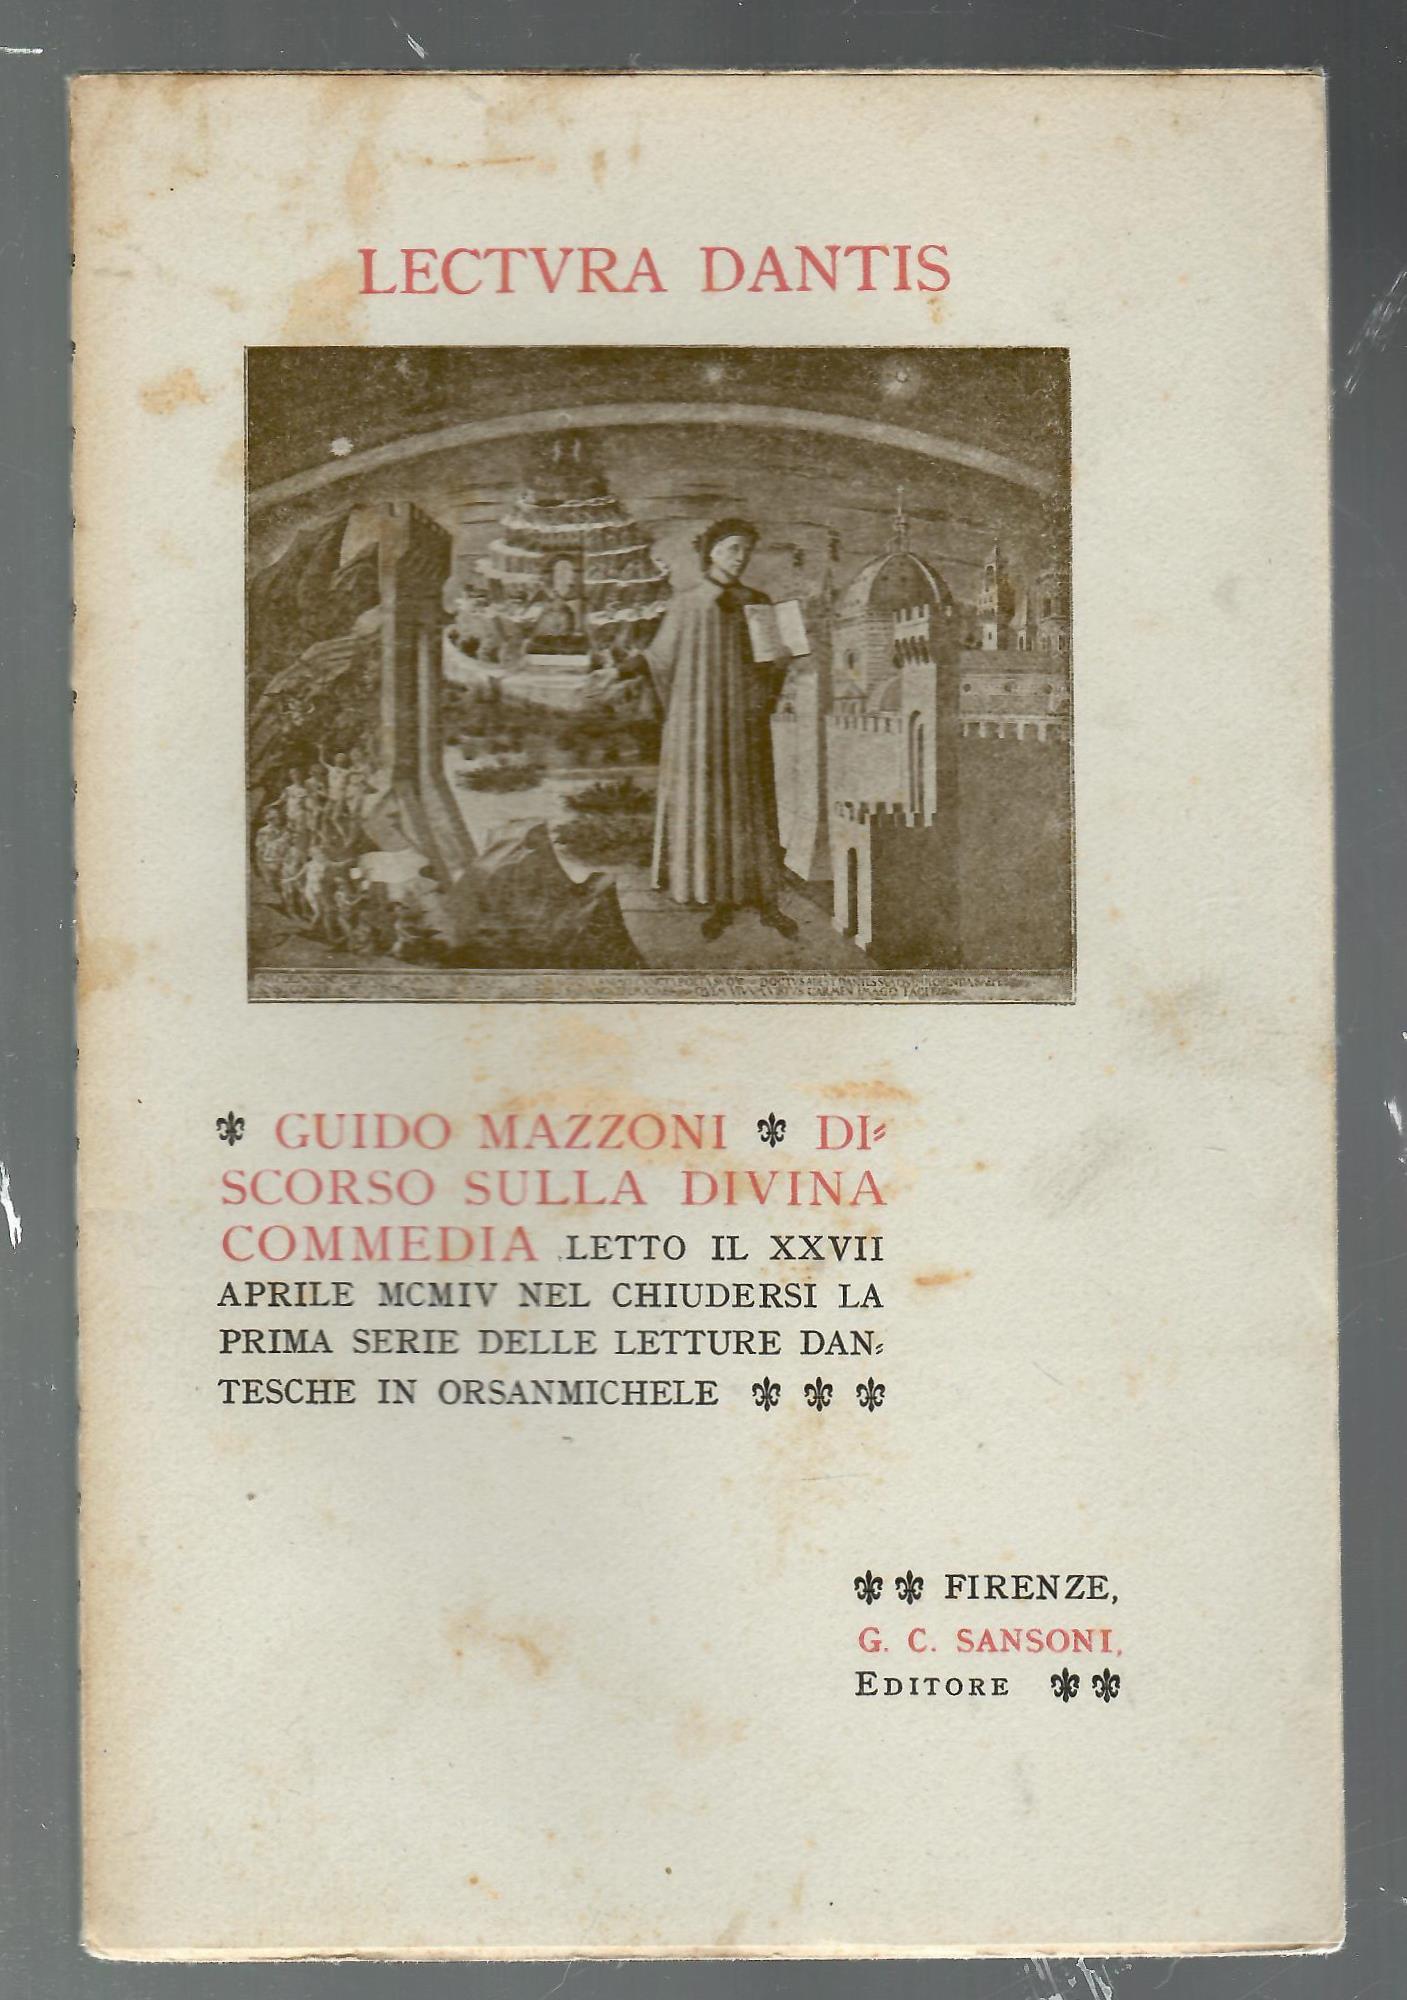 LECTVRA DANTIS
GUIDO MAZZONI DI-
SCORSO SULLA DIVINA
COMMEDIA LETTO IL XXVII
APRILE MCMIV NEL CHIUDERSI LA
PRIMA SERIE DELLE LETTURE DAN-
TESCHE IN ORSANMICHELE
FIRENZE,
G. C. SANSONI,
EDITORE